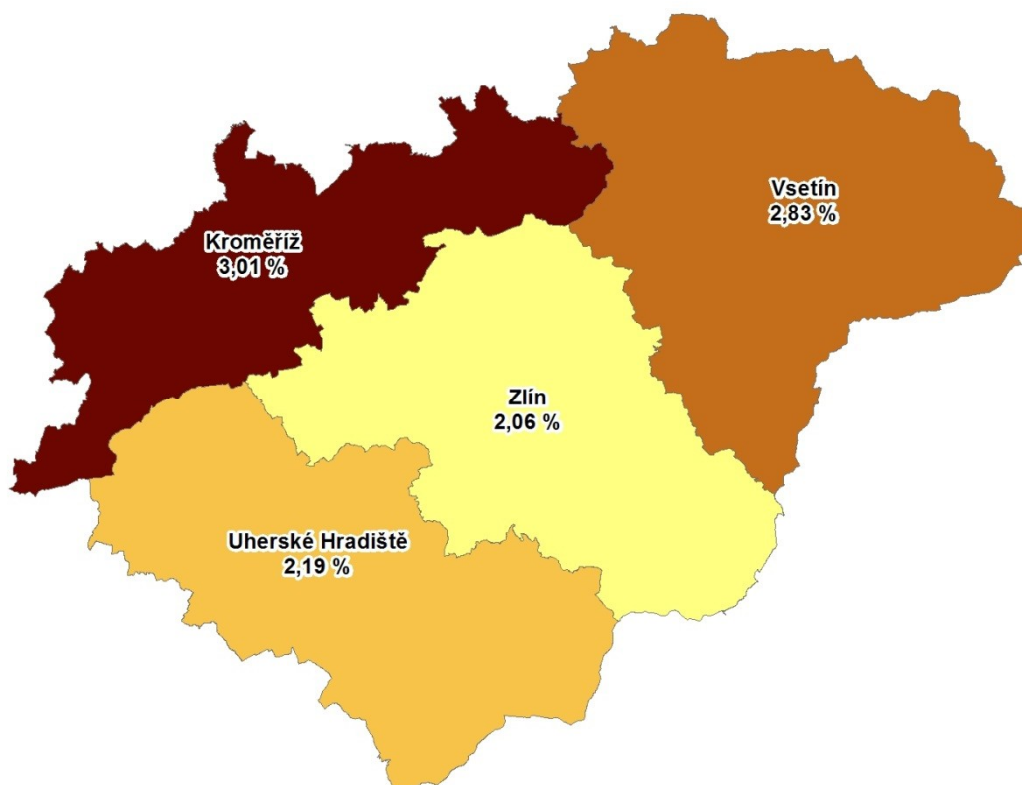 Vsetín
2,83 %
Kroměříž
3,01 %
Zlín
2,06 %
Uherské Hradiště
2,19 %